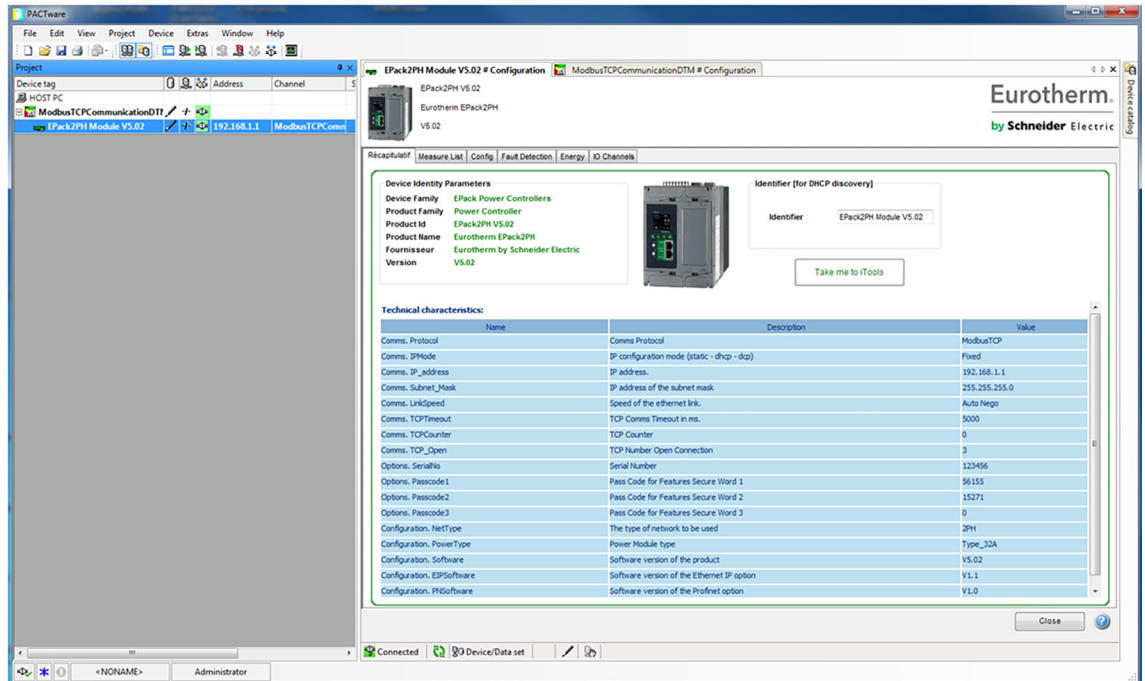 PACTware
File Edit View Project Device Extras Window Help
Project
Device tag Address Channel S
HOST PC
ModbusTCPCommunicationDTM
EPack2PH Module V5.02 192.168.1.1 ModbusTCPComm
EPack2PH Module V5.02 # Configuration ModbusTCPCommunicationDTM # Configuration
EPack2PH V5.02
Eurotherm EPack2PH
V5.02
Eurotherm.
by Schneider Electric
Device catalog
Récapitulatif Measure List Config Fault Detection Energy IO Channels
Device Identity Parameters
Device Family EPack Power Controllers
Product Family Power Controller
Product Id EPack2PH V5.02
Product Name Eurotherm EPack2PH
Fournisseur Eurotherm by Schneider Electric
Version V5.02
Identifier [for DHCP discovery]
Identifier EPack2PH Module V5.02
Take me to iTools
Technical characteristics:
Name Description Value
Comms. Protocol Comms Protocol ModbusTCP
Comms. IPMode IP configuration mode (static - dhcp - dcp) Fixed
Comms. IP_address IP address. 192.168.1.1
Comms. Subnet_Mask IP address of the subnet mask 255.255.255.0
Comms. LinkSpeed Speed of the ethernet link. Auto Nego
Comms. TCPTimeout TCP Comms Timeout in ms. 5000
Comms. TCPCounter TCP Counter 0
Comms. TCP_Open TCP Number Open Connection 3
Options. SerialNo Serial Number 123456
Options. Passcode1 Pass Code for Features Secure Word 1 56155
Options. Passcode2 Pass Code for Features Secure Word 2 15271
Options. Passcode3 Pass Code for Features Secure Word 3 0
Configuration. NetType The type of network to be used 2PH
Configuration. PowerType Power Module type Type_32A
Configuration. Software Software version of the product V5.02
Configuration. EIPSoftware Software version of the Ethernet IP option V1.1
Configuration. PNSoftware Software version of the Profinet option V1.0
Close
Connected Device/Data set
<NONAME> Administrator